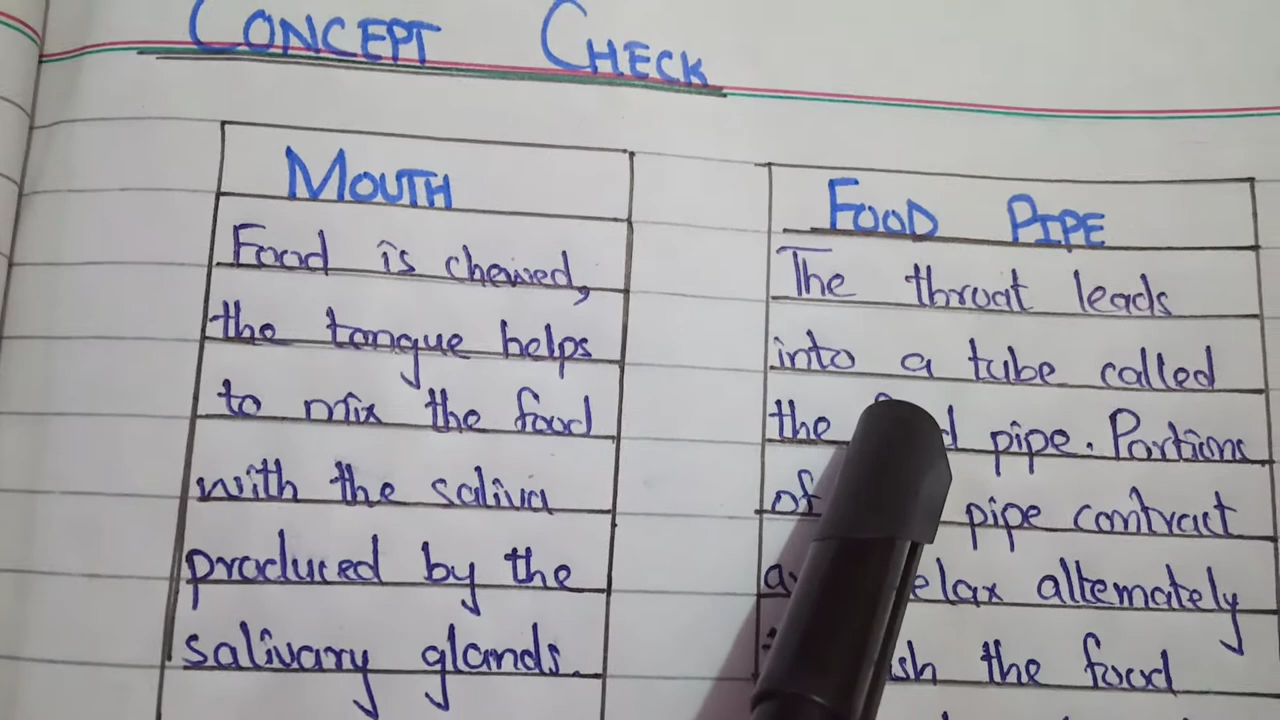 CONCEPT CHECK
MOUTH
Food is chewed,
the tongue helps
to mix the food
with the saliva
produced by the
salivary glands.
FOOD PIPE
The throat leads
into a tube called
the pipe. Portions
of pipe contract
alternately
the food